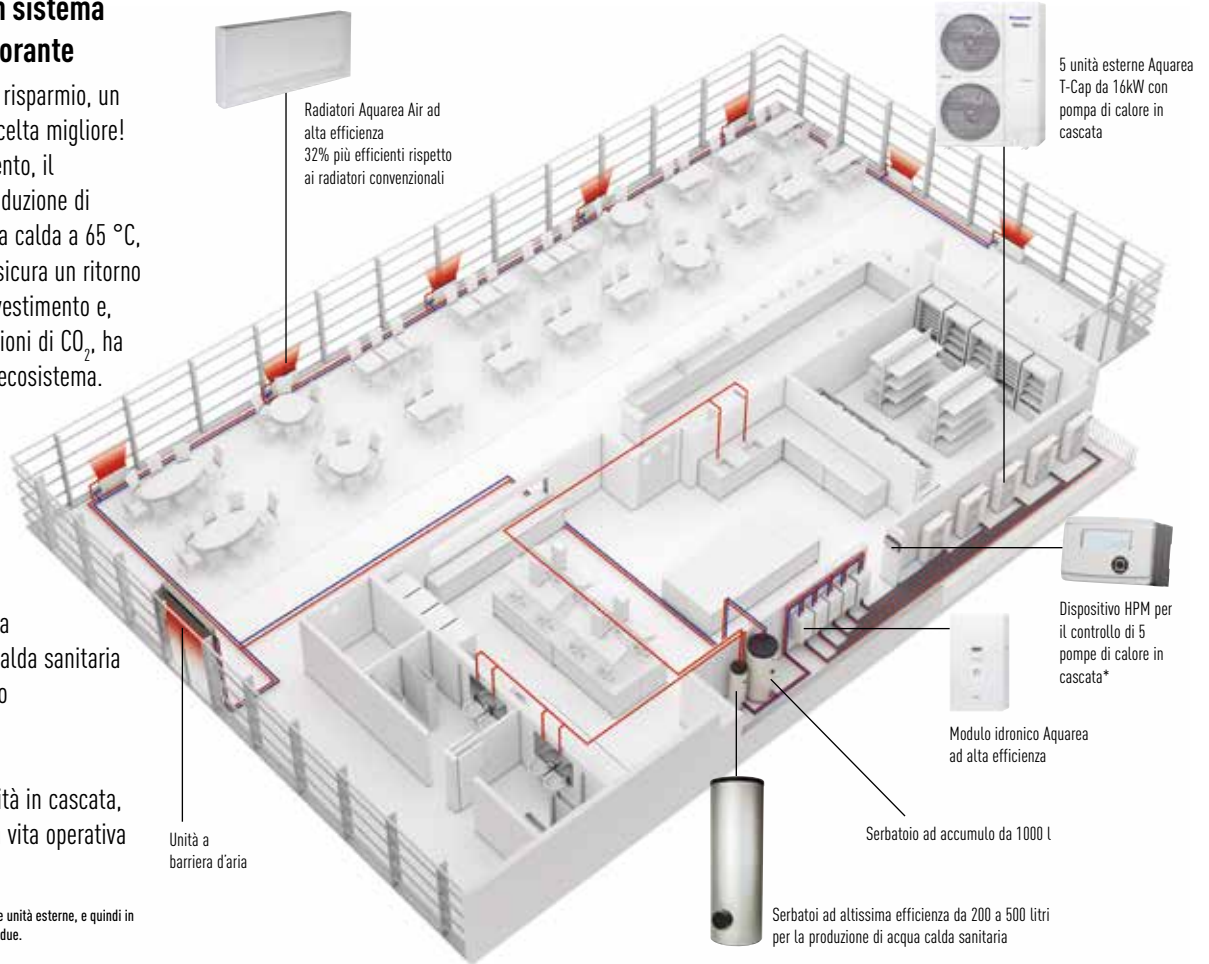 sistema
orante
risparmio, un
celta migliore!
ento, il
duzione di
a calda a 65 °C,
sicura un ritorno
vestimento e,
ioni di CO2, ha
ecosistema.
a
alda sanitaria
o
ità in cascata,
vita operativa
e unità esterne, e quindi in
due.
Radiatori Aquarea Air ad
alta efficienza
32% più efficienti rispetto
ai radiatori convenzionali
5 unità esterne Aquarea
T-Cap da 16kW con
pompa di calore in
cascata
Dispositivo HPM per
il controllo di 5
pompe di calore in
cascata*
Modulo idronico Aquarea
ad alta efficienza
Serbatoio ad accumulo da 1000 l
Serbatoi ad altissima efficienza da 200 a 500 litri
per la produzione di acqua calda sanitaria
Unità a
barriera d'aria